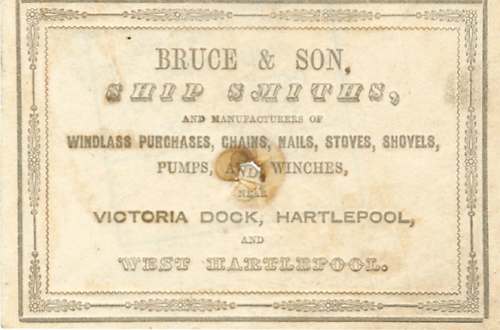 BRUCE & SON,
SHIP SMITHS,
AND MANUFACTURERS OF
WINDLASS PURCHASES, CHAINS, NAILS, STOVES, SHOVELS,
PUMPS, AND WINCHES,
NEAR
VICTORIA DOCK, HARTLEPOOL,
AND
WEST HARTLEPOOL.